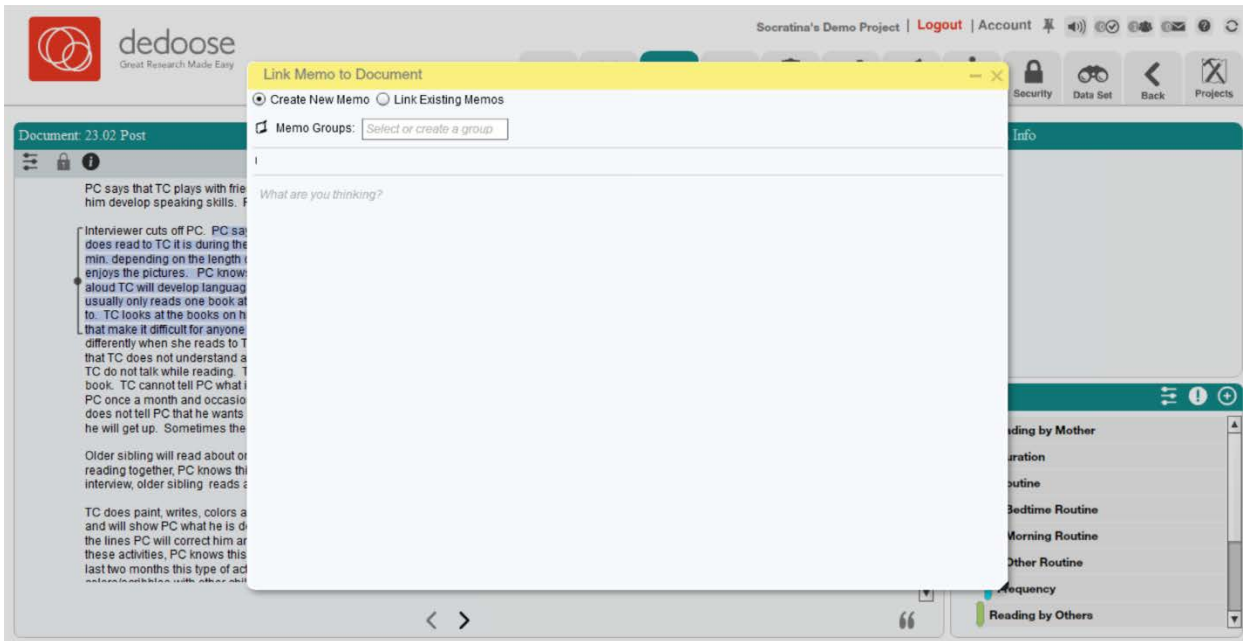 Socratina's Demo Project | Logout | Account
dedoose
Great Research Made Easy
Security
Data Set
Back
Projects
Link Memo to Document
Create New Memo
Link Existing Memos
Memo Groups: Select or create a group
What are you thinking?
Document: 23.02 Post
PC says that TC plays with frie
him develop speaking skills.
Interviewer cuts off PC. PC say
does read to TC it is during the
min. depending on the length
enjoys the pictures. PC know
aloud TC will develop languag
usually only reads one book at
to. TC looks at the books on h
that make it difficult for anyone
differently when she reads to T
that TC does not understand a
TC do not talk while reading.
book. TC cannot tell PC what i
PC once a month and occasio
does not tell PC that he wants
he will get up. Sometimes the
Older sibling will read about or
reading together, PC knows thi
interview, older sibling reads a
TC does paint, writes, colors a
and will show PC what he is d
the lines PC will correct him an
these activities, PC knows this
last two months this type of act
Info
ding by Mother
uration
outine
Bedtime Routine
Morning Routine
Other Routine
requency
Reading by Others